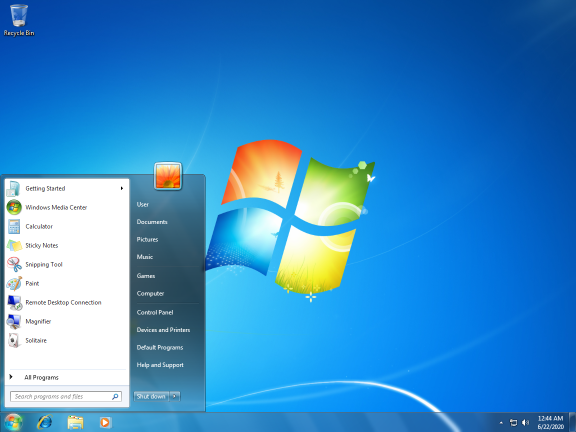 Recycle Bin
Getting Started
Windows Media Center
Calculator
Sticky Notes
Snipping Tool
Paint
Remote Desktop Connection
Magnifier
Solitaire
All Programs
Search programs and files
User
Documents
Pictures
Music
Games
Computer
Control Panel
Devices and Printers
Default Programs
Help and Support
Shut down
12:44 AM
6/22/2020